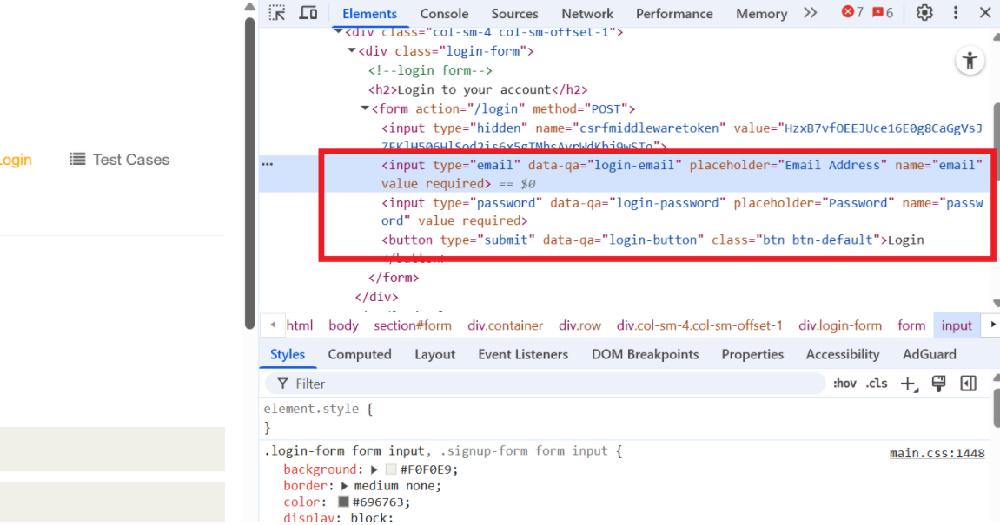 Elements Console Sources Network Performance Memory 7 6
<div class="col-sm-4 col-sm-offset-1">
<div class="login-form">
<!--login form-->
<h2>Login to your account</h2>
<form action="/login" method="POST">
<input type="hidden" name="csrfmiddlewaretoken" value="HzxB7vfOEEJUce16E0g8CaGgVsJ
<input type="email" data-qa="login-email" placeholder="Email Address" name="email"
value required> == $0
<input type="password" data-qa="login-password" placeholder="Password" name="passw
ord" value required>
<button type="submit" data-qa="login-button" class="btn btn-default">Login
</form>
</div>
Login
Test Cases
html body section#form div.container div.row div.col-sm-4.col-sm-offset-1 div.login-form form input
Styles Computed Layout Event Listeners DOM Breakpoints Properties Accessibility AdGuard
Filter :hov .cls
element.style {
}
.login-form form input, .signup-form form input { main.css:1448
background: #F0F0E9;
border: medium none;
color: #696763;
display: block;